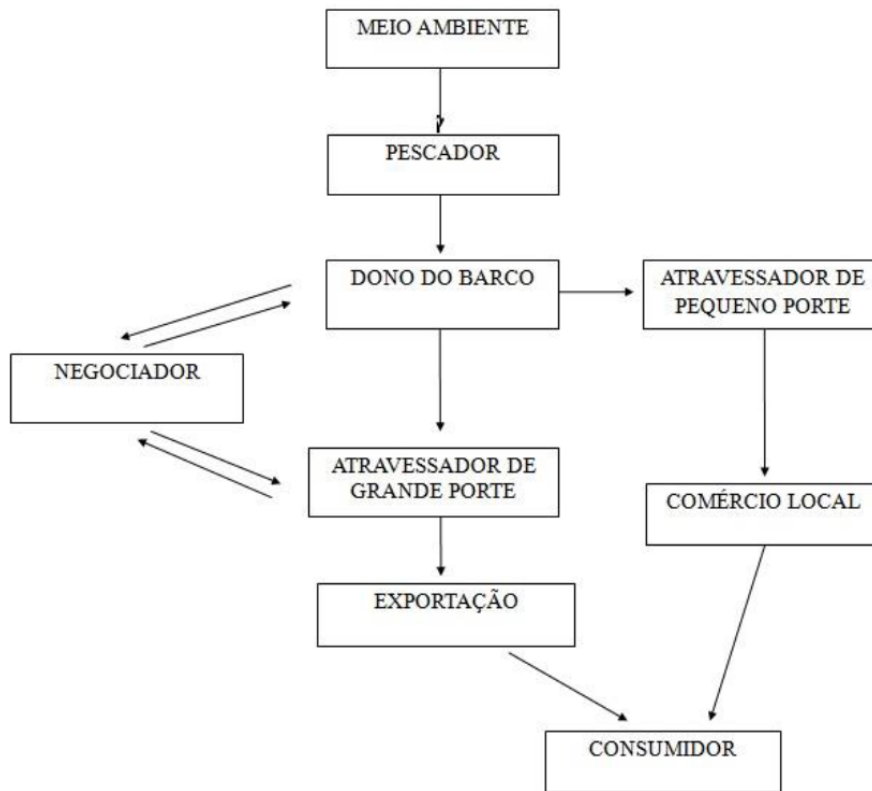 MEIO AMBIENTE
PESCADOR
DONO DO BARCO
ATRAVESSADOR DE
PEQUENO PORTE
NEGOCIADOR
ATRAVESSADOR DE
GRANDE PORTE
COMÉRCIO LOCAL
EXPORTAÇÃO
CONSUMIDOR